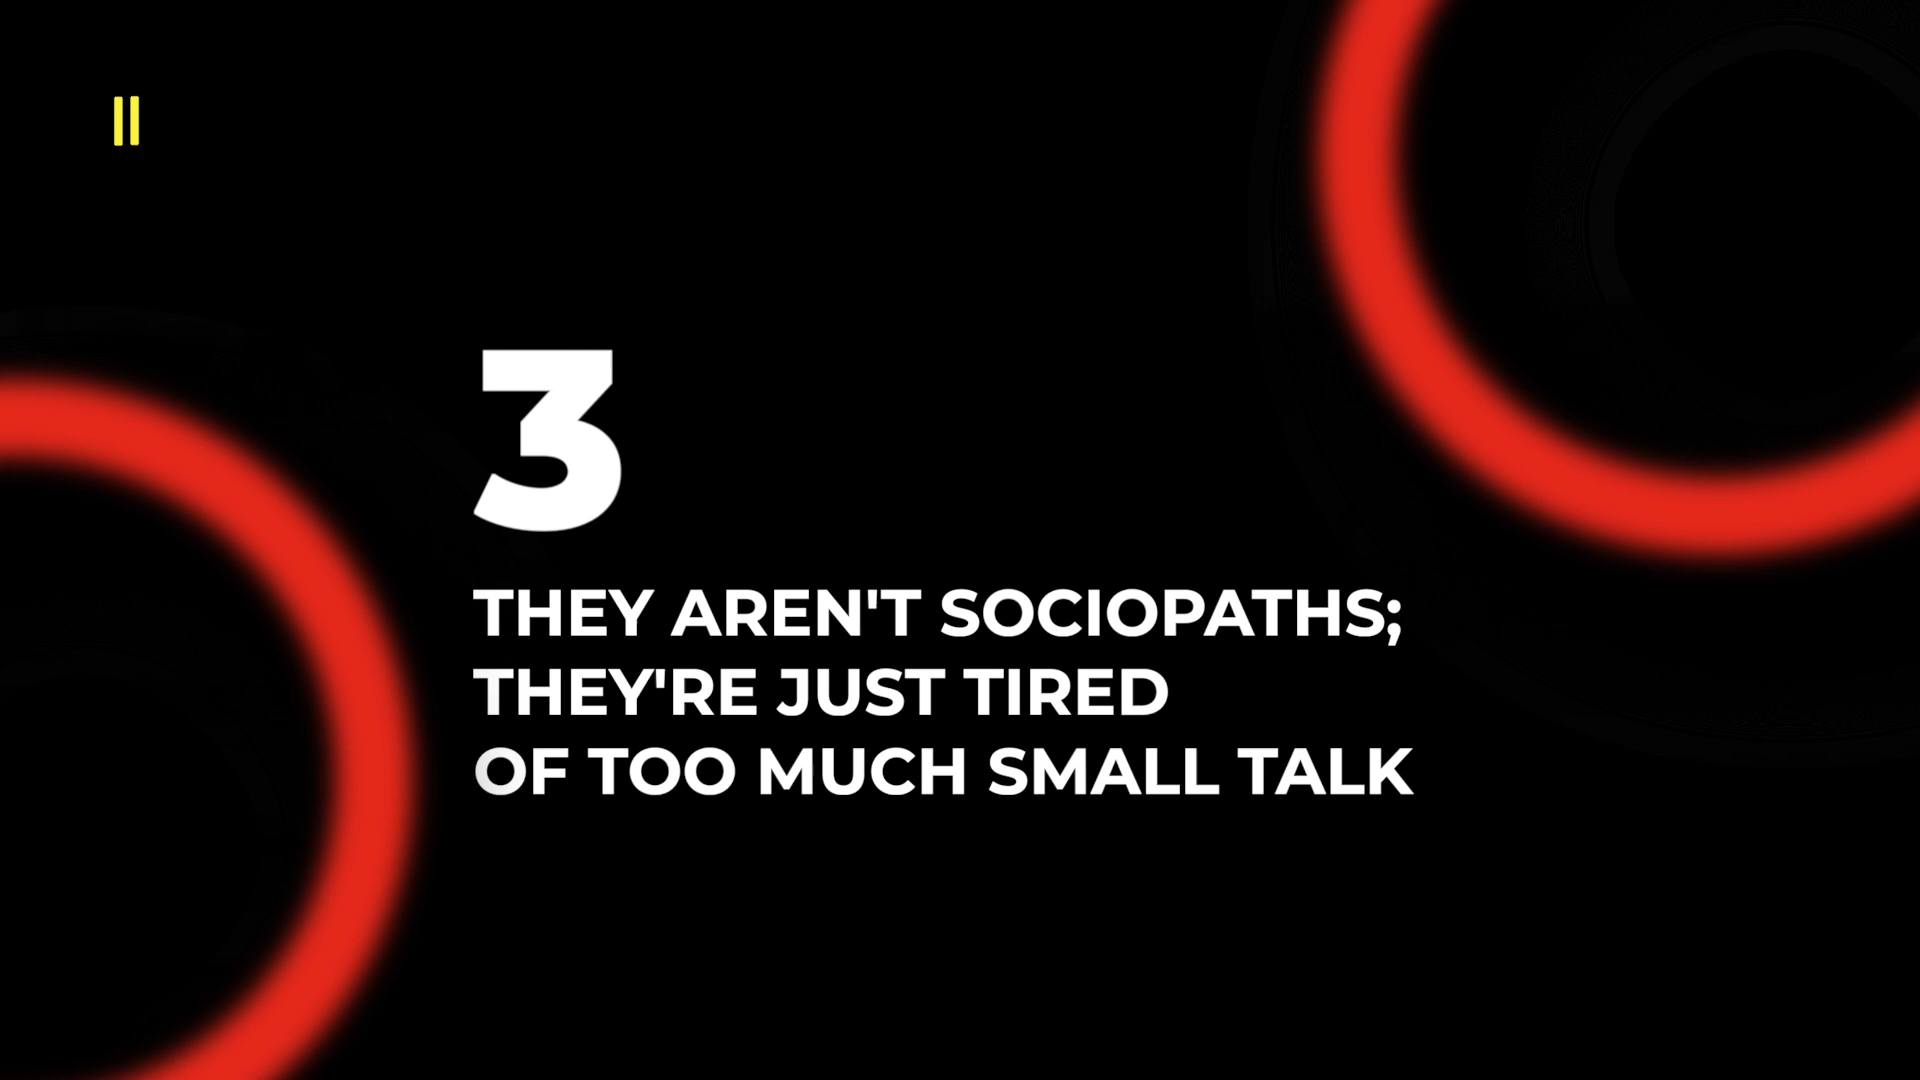 3
THEY AREN'T SOCIOPATHS;
THEY'RE JUST TIRED
OF TOO MUCH SMALL TALK